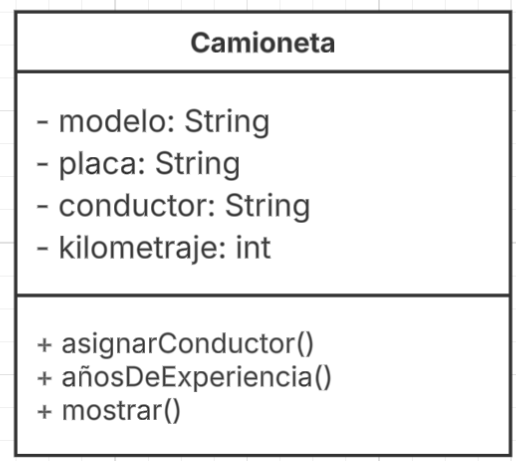 Camioneta
- modelo: String
- placa: String
- conductor: String
- kilometraje: int
+ asignarConductor()
+ añosDeExperiencia()
+ mostrar()